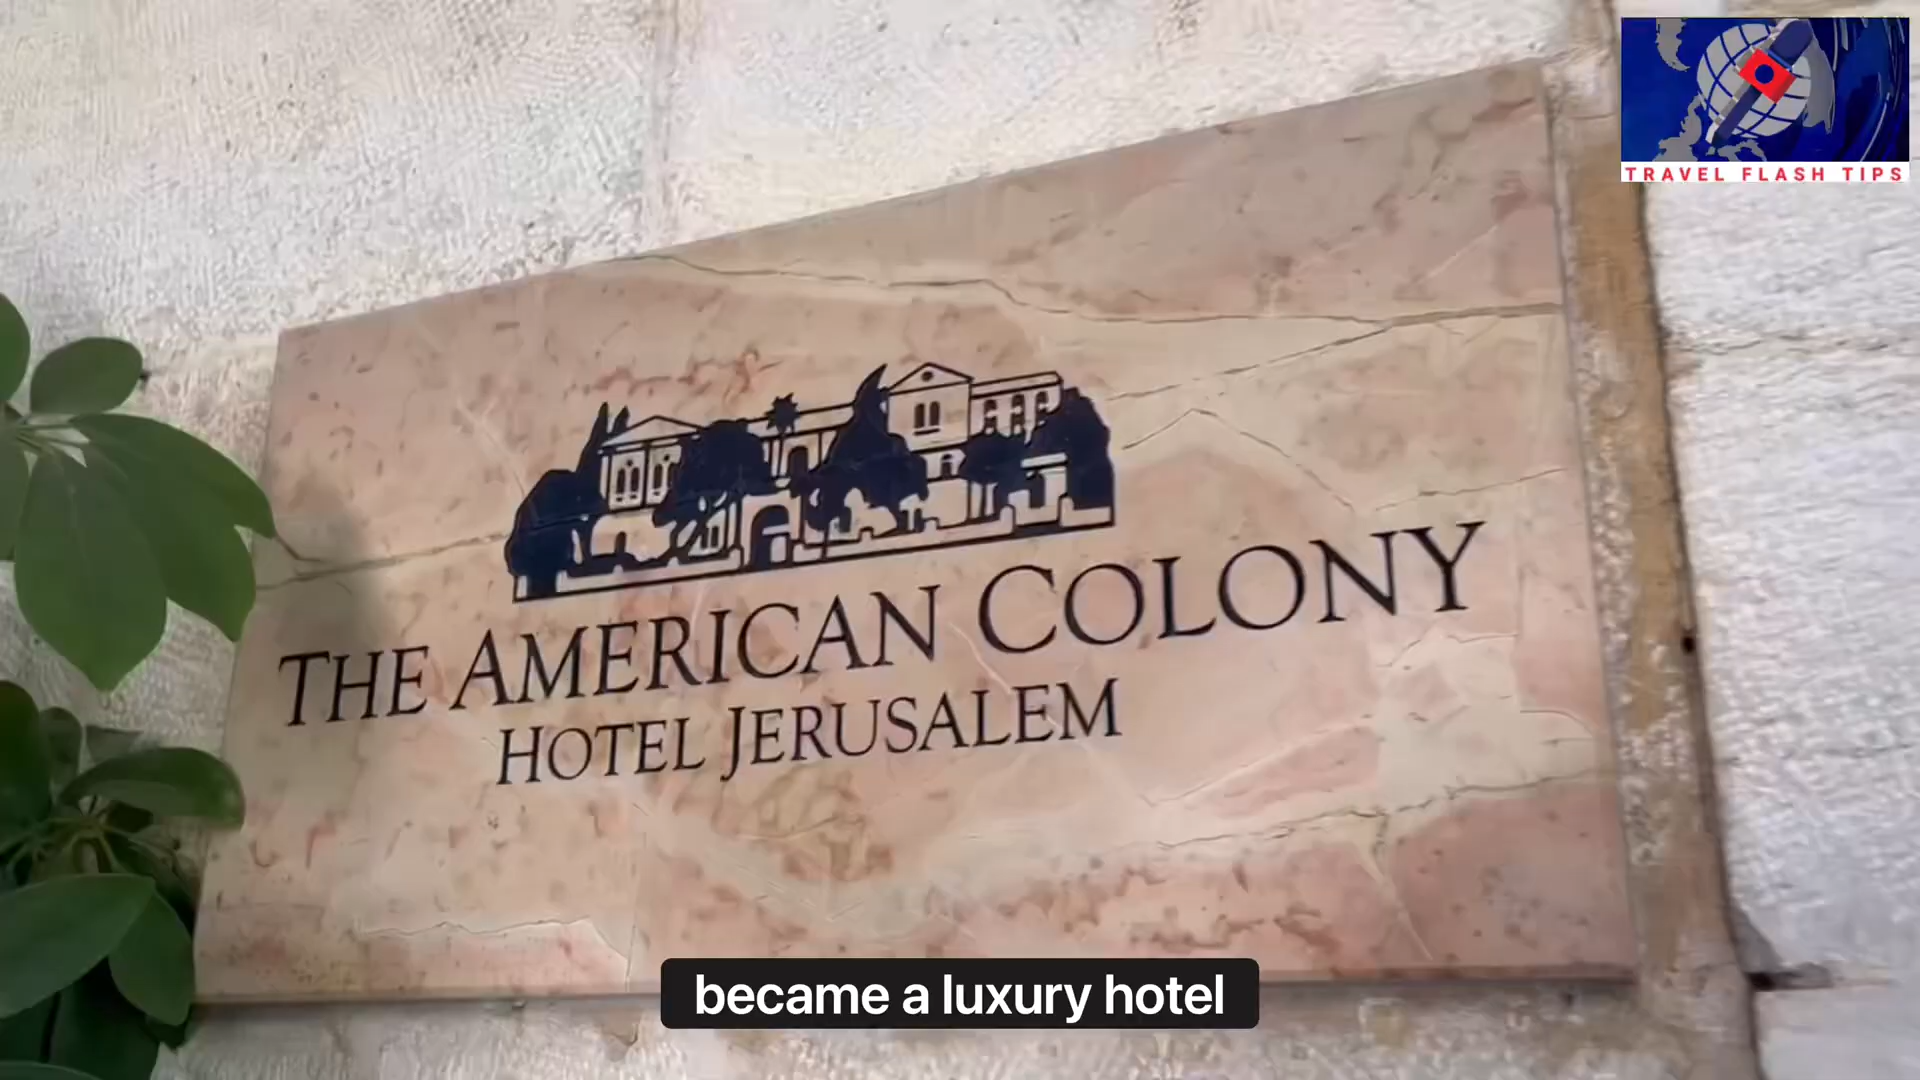 TRAVEL FLASH TIPS
THE AMERICAN COLONY
HOTEL JERUSALEM
became a luxury hotel